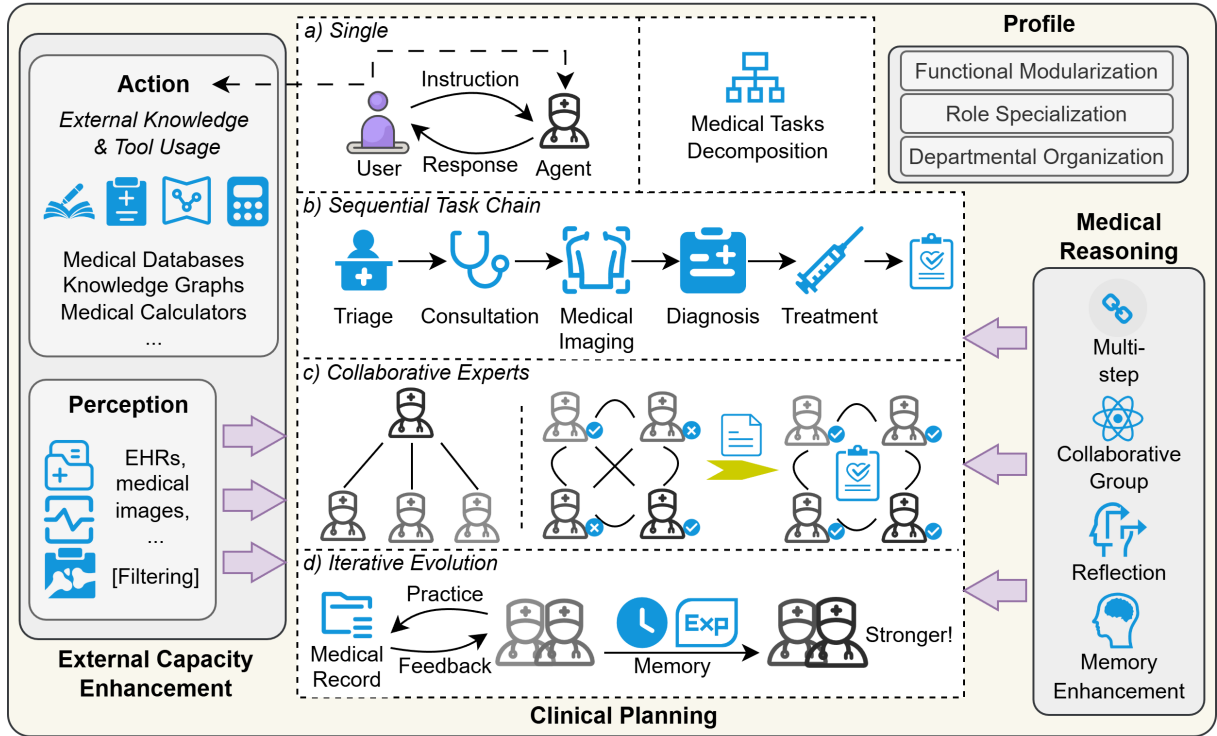 Action
External Knowledge
& Tool Usage
Medical Databases
Knowledge Graphs
Medical Calculators
...
Perception
EHRs,
medical
images,
...
[Filtering]
External Capacity
Enhancement
a) Single
Instruction
Response
User
Agent
Medical Tasks
Decomposition
b) Sequential Task Chain
Triage
Consultation
Medical
Imaging
Diagnosis
Treatment
c) Collaborative Experts
d) Iterative Evolution
Practice
Feedback
Medical
Record
Exp
Memory
Stronger!
Clinical Planning
Profile
Functional Modularization
Role Specialization
Departmental Organization
Medical
Reasoning
Multi-
step
Collaborative
Group
Reflection
Memory
Enhancement